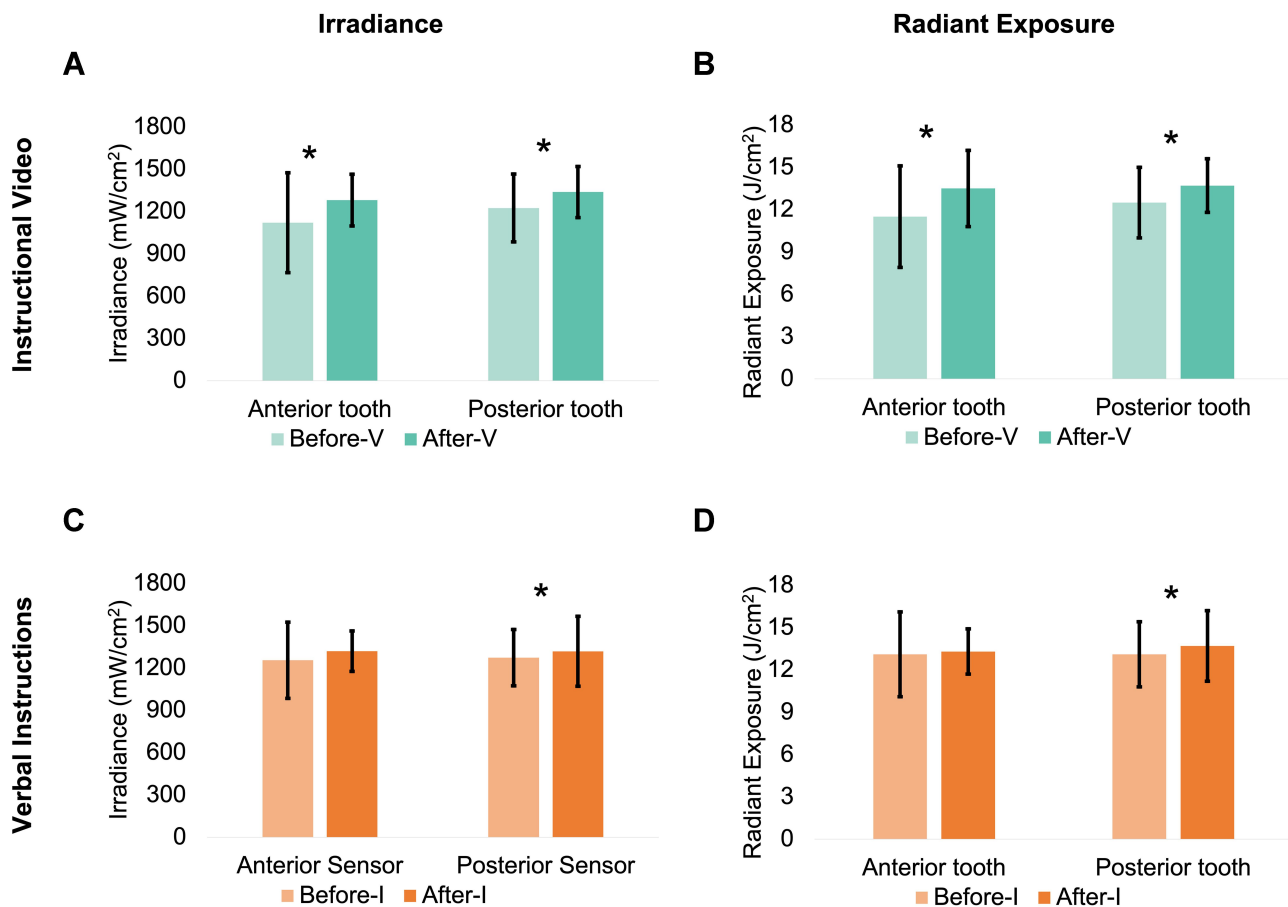 Irradiance
Radiant Exposure
Instructional Video
A
Irradiance (mW/cm²)
1800
1500
1200
900
600
300
0
*
*
Anterior tooth
Posterior tooth
Before-V After-V
B
Radiant Exposure (J/cm²)
18
15
12
9
6
3
0
*
*
Anterior tooth
Posterior tooth
Before-V After-V
Verbal Instructions
C
Irradiance (mW/cm²)
1800
1500
1200
900
600
300
0
*
Anterior Sensor
Posterior Sensor
Before-I After-I
D
Radiant Exposure (J/cm²)
18
15
12
9
6
3
0
*
Anterior tooth
Posterior tooth
Before-I After-I